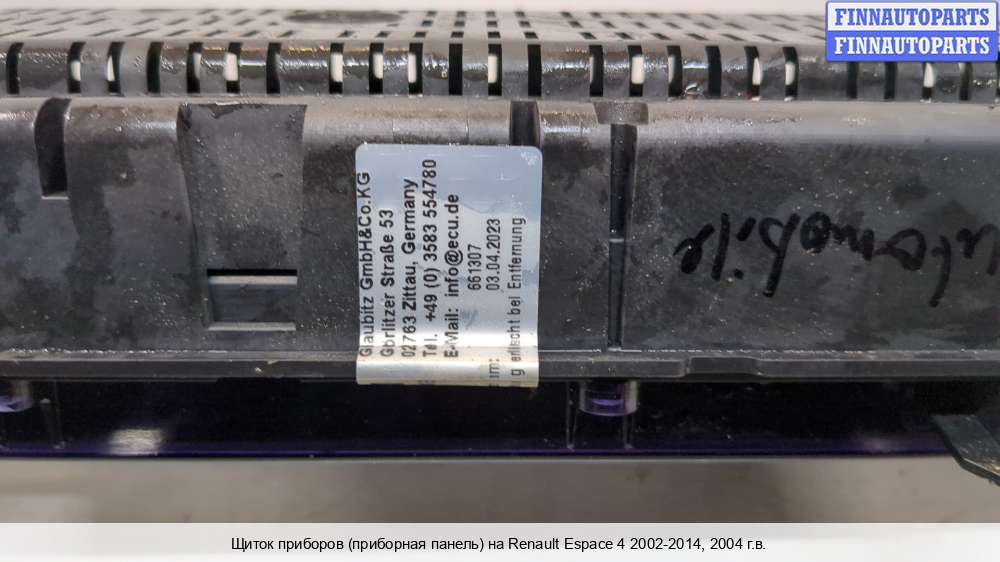 FINNAUTOPARTS
FINNAUTOPARTS
Glaubitz GmbH&Co.KG
Görlitzer Straße 53
02763 Zittau, Germany
Tel. +49 (0) 3583 554780
E-Mail: info@ecu.de
661307
03.04.2023
erlischt bei Entfernung
Щиток приборов (приборная панель) на Renault Espace 4 2002-2014, 2004 г.в.